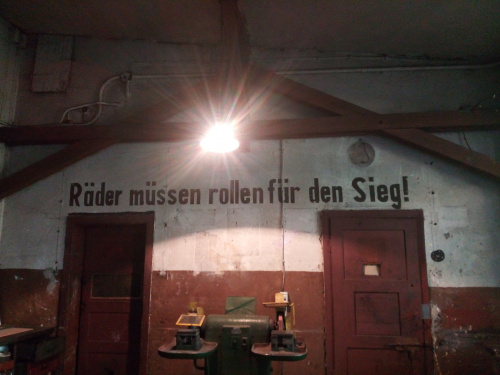 Räder müssen rollen für den Sieg!